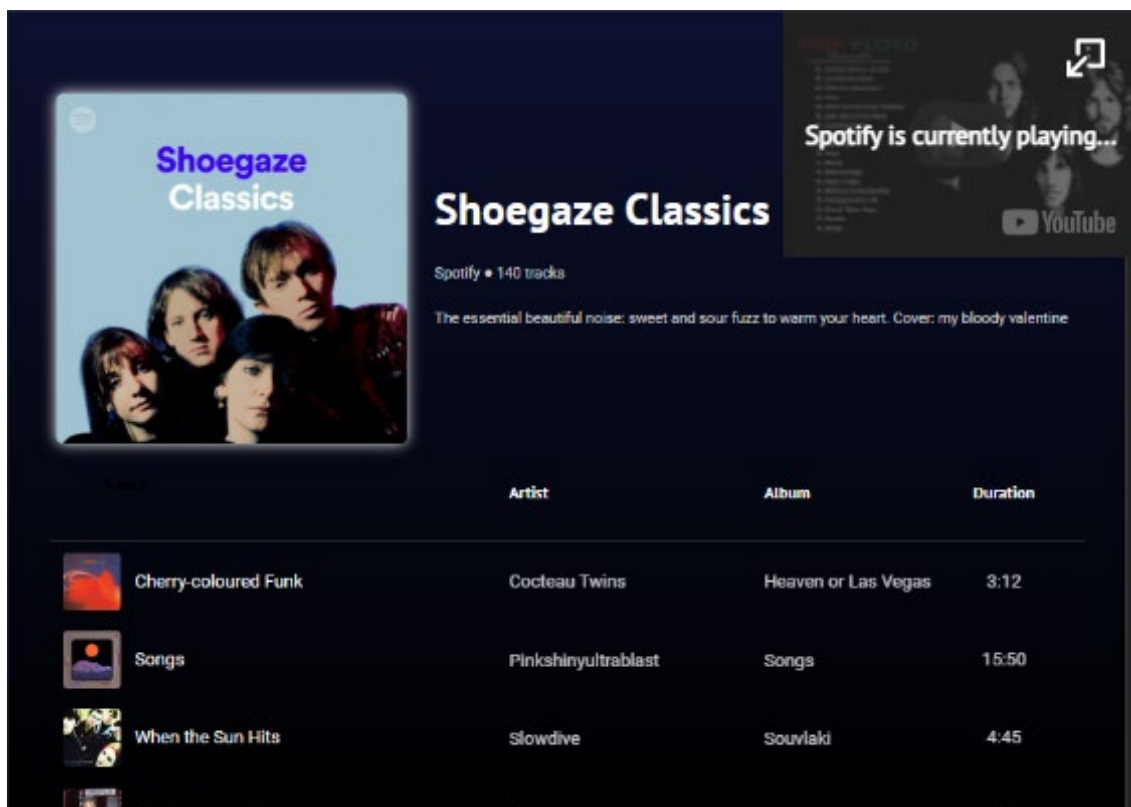 PINK FLOYD
Spotify is currently playing...
YouTube
Shoegaze
Classics
Shoegaze Classics
Spotify • 140 tracks
The essential beautiful noise: sweet and sour fuzz to warm your heart. Cover: my bloody valentine
Artist Album Duration
Cherry-coloured Funk Cocteau Twins Heaven or Las Vegas 3:12
Songs Pinkshinyultrablast Songs 15:50
When the Sun Hits Slowdive Souvlaki 4:45